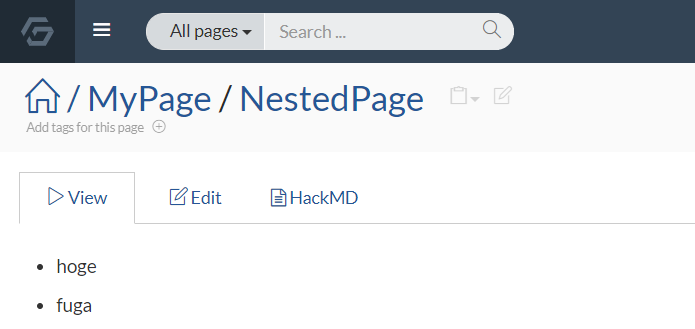 All pages Search ...
/ MyPage / NestedPage
Add tags for this page
View Edit HackMD
hoge
fuga